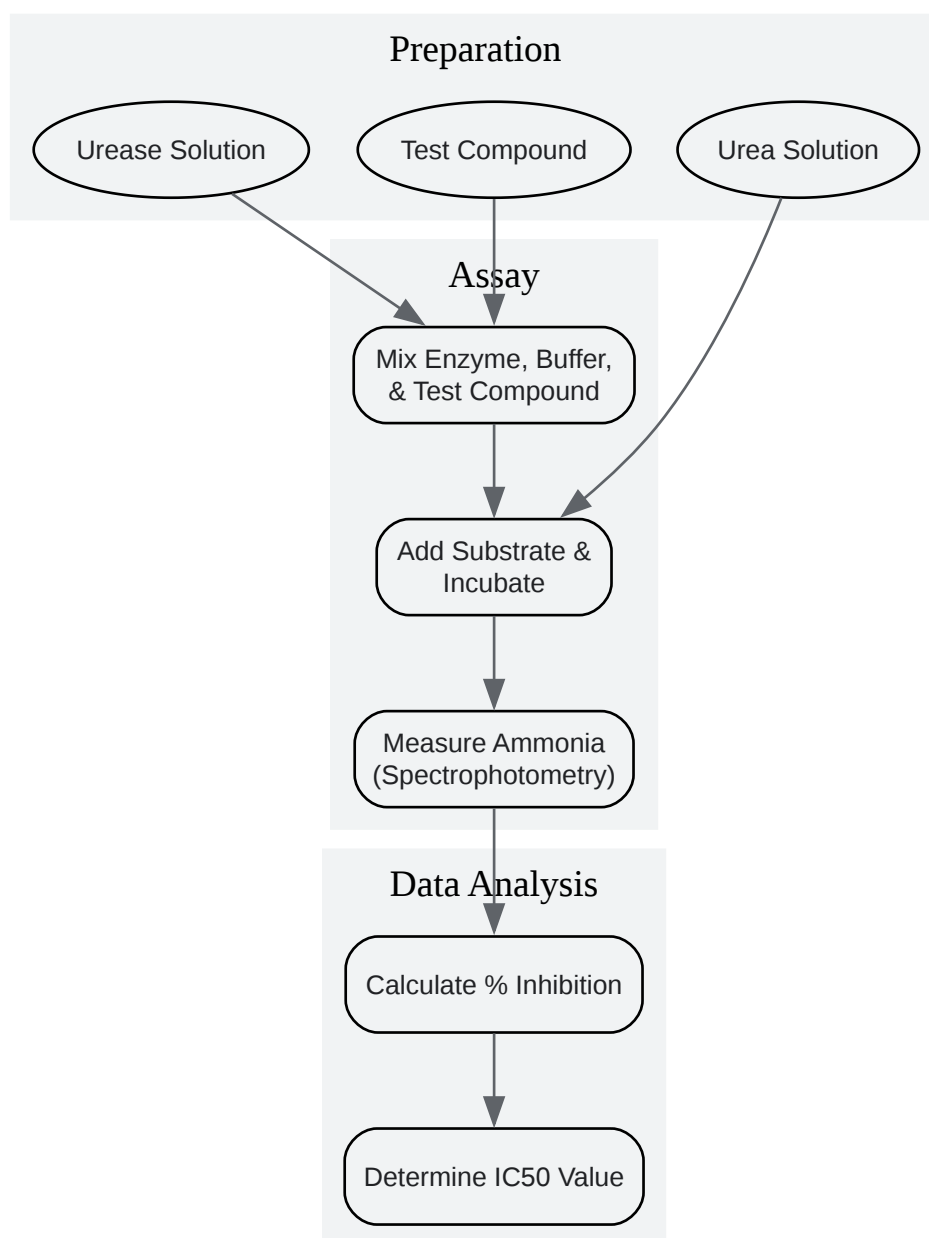 Preparation
Urease Solution
Test Compound
Urea Solution
Assay
Mix Enzyme, Buffer,
& Test Compound
Add Substrate &
Incubate
Measure Ammonia
(Spectrophotometry)
Data Analysis
Calculate % Inhibition
Determine IC50 Value